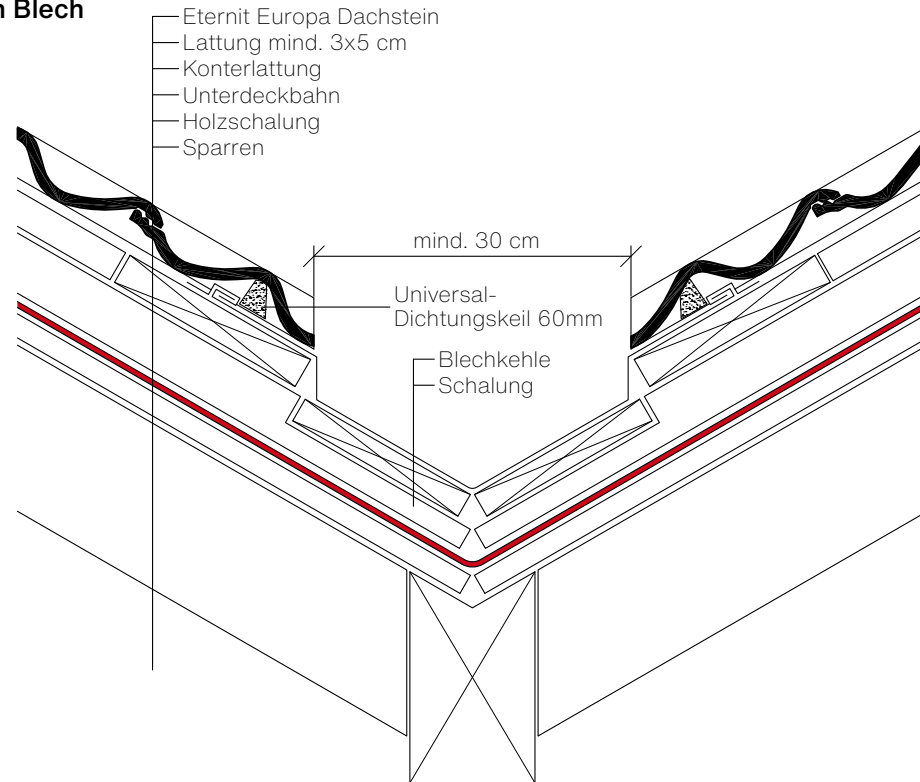 Blech
Eternit Europa Dachstein
Lattung mind. 3x5 cm
Konterlattung
Unterdeckbahn
Holzschalung
Sparren
mind. 30 cm
Universal-
Dichtungskeil 60mm
Blechkehle
Schalung